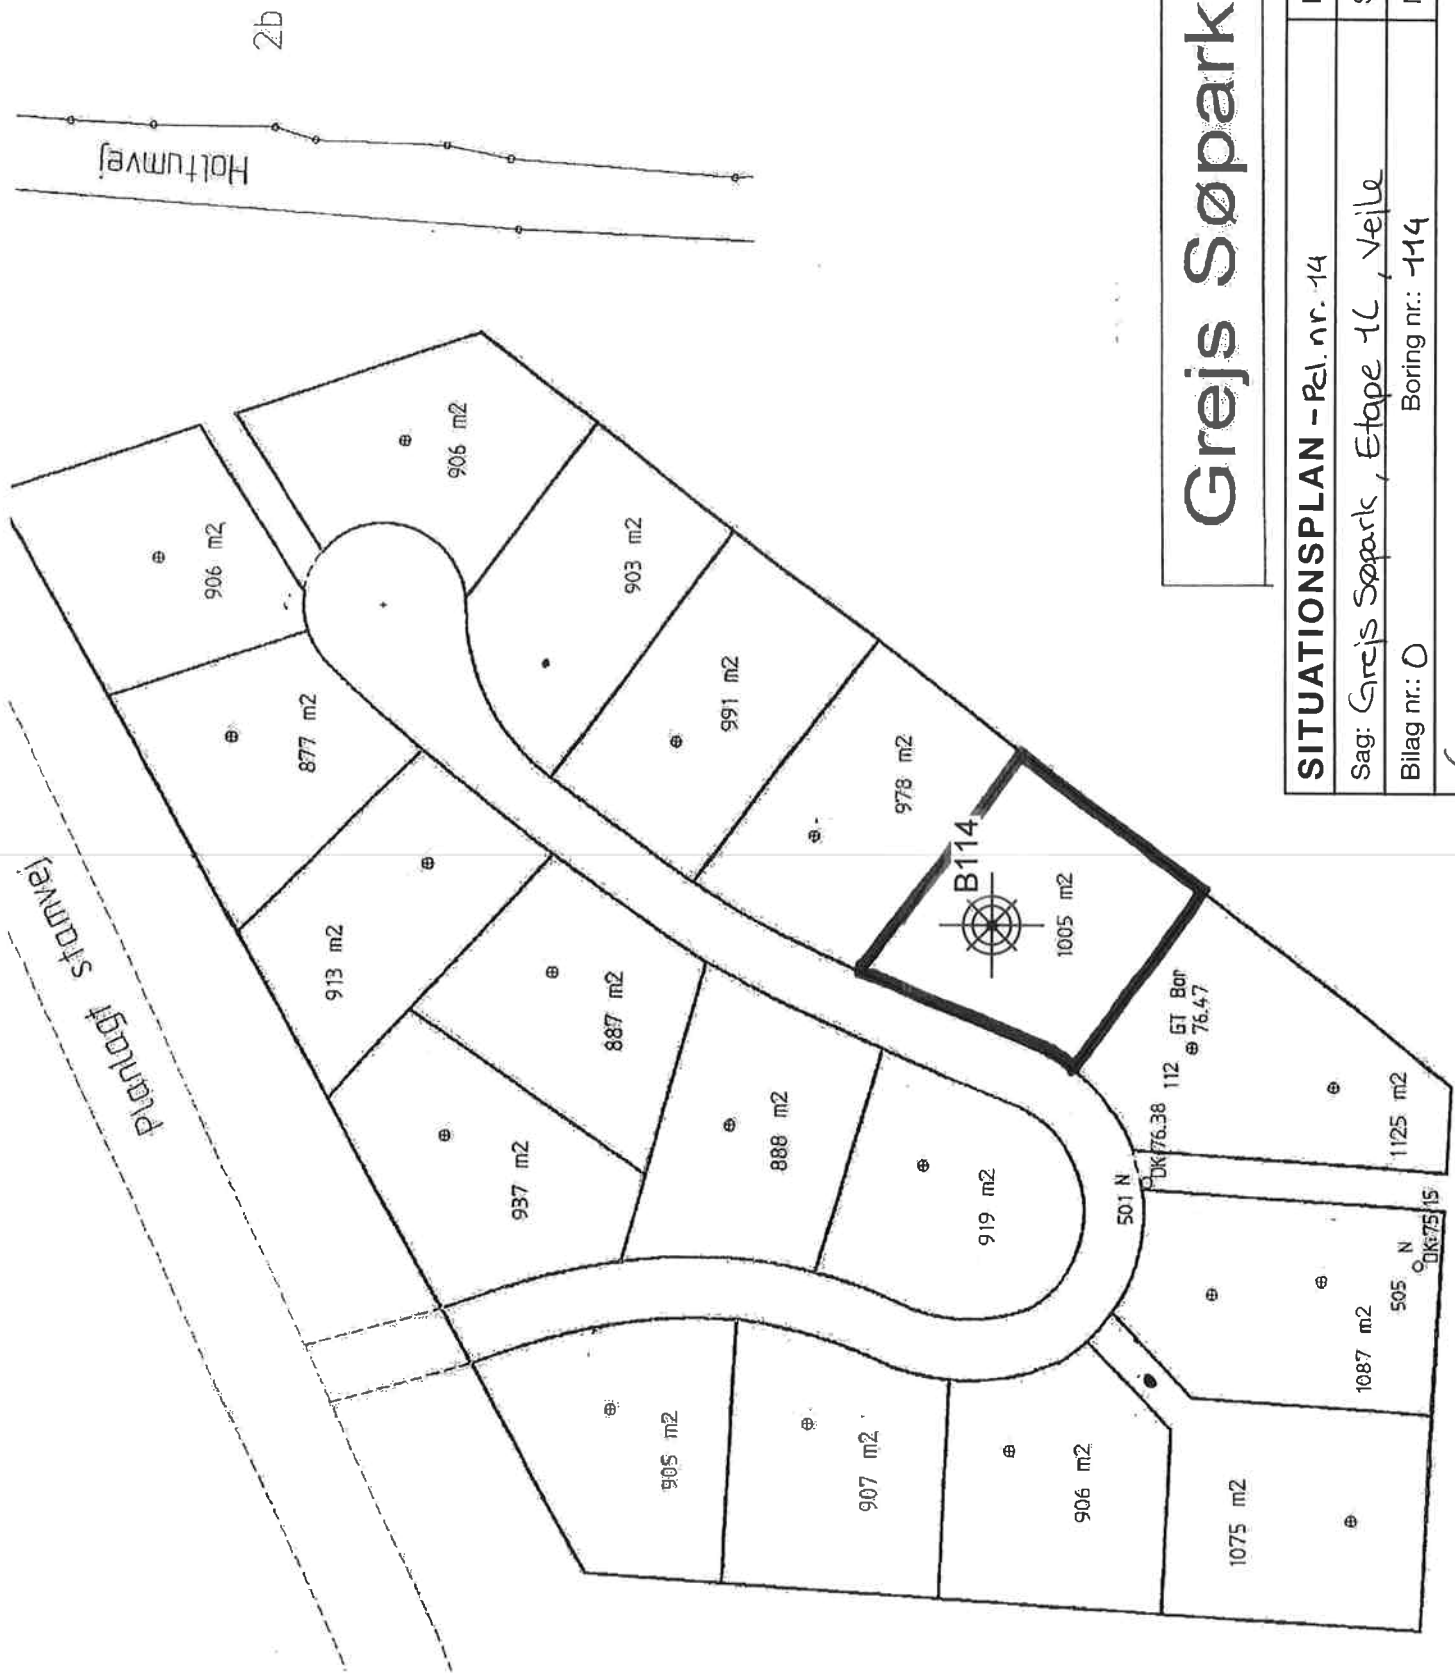 2b
Holtumvej
Planlagt stamvej
906 m2
906 m2
877 m2
903 m2
913 m2
991 m2
887 m2
978 m2
937 m2
888 m2
B114
1005 m2
919 m2
112 GT Bor
76.47
501 N
DK:76.38
1125 m2
905 m2
907 m2
906 m2
1087 m2
505 N
DK:75.15
1075 m2
Grejs Søpark
SITUATIONSPLAN - Pcl. nr. 14
Sag: Grejs Søpark, Etape 1C, Vejle
Bilag nr.: 0 Boring nr.: 114